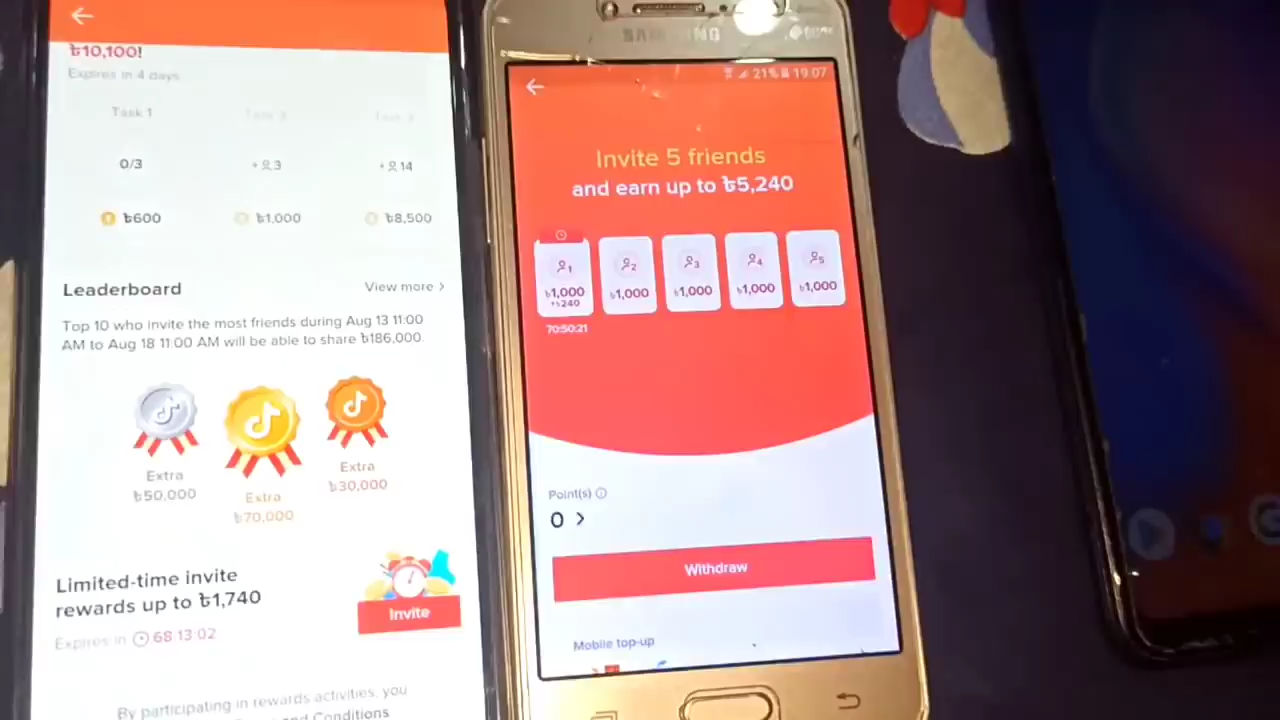 ৳10,100!
Expires in 4 days
Task 1
Task 2
Task 3
0/3
+ 3
+ 14
৳600
৳1,000
৳8,500
Leaderboard
View more >
Top 10 who invite the most friends during Aug 13 11:00
AM to Aug 18 11:00 AM will be able to share ৳186,000.
Extra
৳50,000
Extra
৳70,000
Extra
৳30,000
Limited-time invite
rewards up to ৳1,740
Expires in 68:13:02
Invite
By participating in rewards activities, you
and Conditions
SAMSUNG
21% 19:07
Invite 5 friends
and earn up to ৳5,240
1
2
3
4
5
৳1,000
+৳240
৳1,000
৳1,000
৳1,000
৳1,000
70:50:21
Point(s)
0 >
Withdraw
Mobile top-up